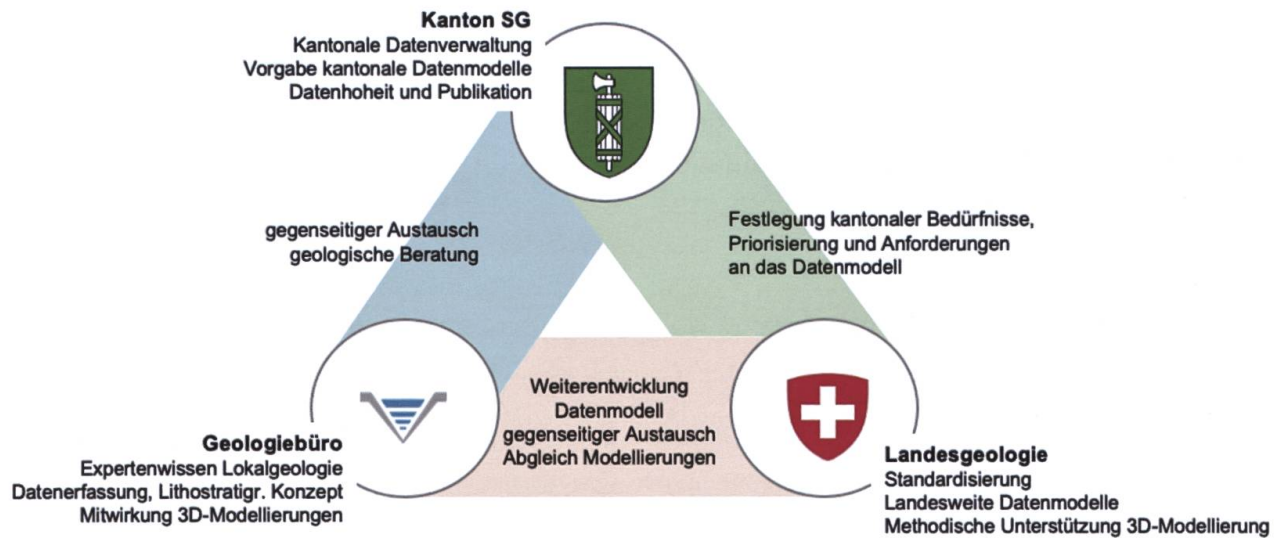 Kanton SG
Kantonale Datenverwaltung
Vorgabe kantonale Datenmodelle
Datenhoheit und Publikation
gegenseitiger Austausch
geologische Beratung
Festlegung kantonaler Bedürfnisse,
Priorisierung und Anforderungen
an das Datenmodell
Weiterentwicklung
Datenmodell
gegenseitiger Austausch
Abgleich Modellierungen
Geologiebüro
Expertenwissen Lokalgeologie
Datenerfassung, Lithostratigr. Konzept
Mitwirkung 3D-Modellierungen
Landesgeologie
Standardisierung
Landesweite Datenmodelle
Methodische Unterstützung 3D-Modellierung